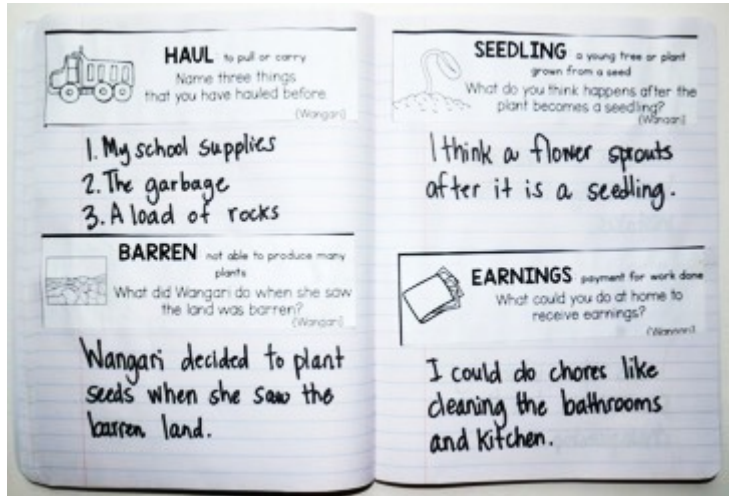 HAUL to pull or carry
Name three things
that you have hauled before.
(Wangari)
1. My school supplies
2. The garbage
3. A load of rocks
BARREN not able to produce many
plants
What did Wangari do when she saw
the land was barren?
(Wangari)
Wangari decided to plant
seeds when she saw the
barren land.
SEEDLING a young tree or plant
grown from a seed
What do you think happens after the
plant becomes a seedling?
(Wangari)
I think a flower sprouts
after it is a seedling.
EARNINGS payment for work done
What could you do at home to
receive earnings?
(Wangari)
I could do chores like
cleaning the bathrooms
and kitchen.